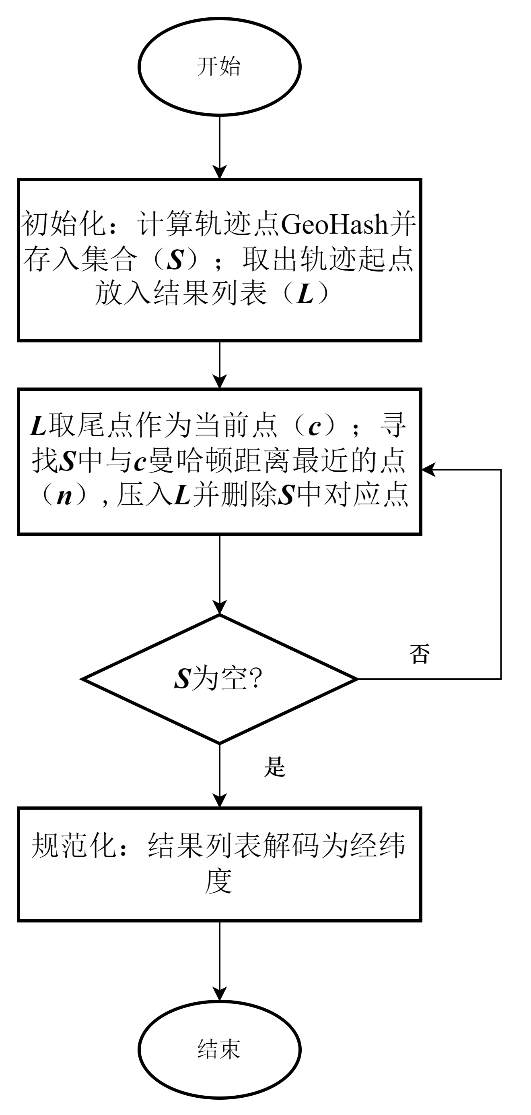 开始
初始化：计算轨迹点GeoHash并
存入集合（S）；取出轨迹起点
放入结果列表（L）
L取尾点作为当前点（c）；寻
找S中与c曼哈顿距离最近的点
（n）,压入L并删除S中对应点
否
S为空?
是
规范化：结果列表解码为经纬
度
结束